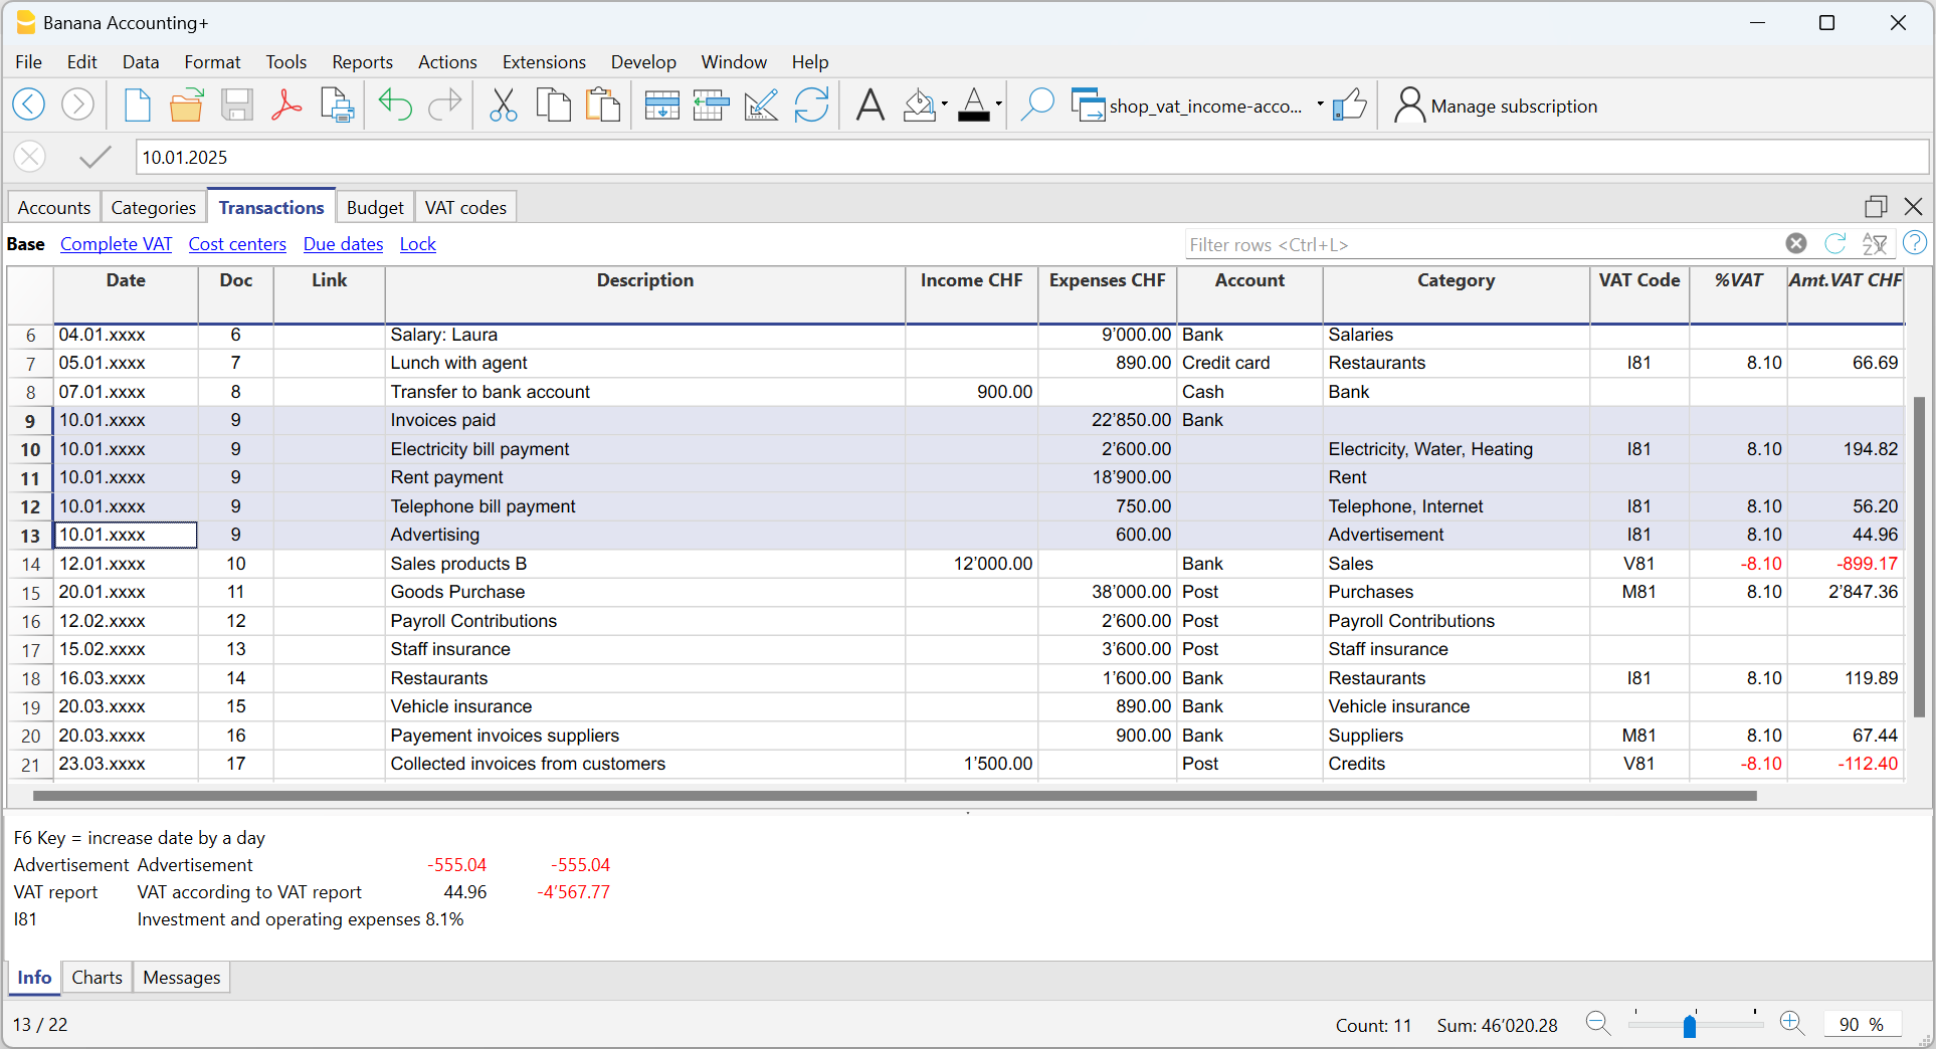 Banana Accounting+
File Edit Data Format Tools Reports Actions Extensions Develop Window Help
shop_vat_income-acco... Manage subscription
10.01.2025
Accounts Categories Transactions Budget VAT codes
Base Complete VAT Cost centers Due dates Lock Filter rows <Ctrl+L>
Date Doc Link Description Income CHF Expenses CHF Account Category VAT Code %VAT Amt.VAT CHF
6 04.01.xxxx 6 Salary: Laura 9’000.00 Bank Salaries
7 05.01.xxxx 7 Lunch with agent 890.00 Credit card Restaurants I81 8.10 66.69
8 07.01.xxxx 8 Transfer to bank account 900.00 Cash Bank
9 10.01.xxxx 9 Invoices paid 22’850.00 Bank
10 10.01.xxxx 9 Electricity bill payment 2’600.00 Electricity, Water, Heating I81 8.10 194.82
11 10.01.xxxx 9 Rent payment 18’900.00 Rent
12 10.01.xxxx 9 Telephone bill payment 750.00 Telephone, Internet I81 8.10 56.20
13 10.01.xxxx 9 Advertising 600.00 Advertisement I81 8.10 44.96
14 12.01.xxxx 10 Sales products B 12’000.00 Bank Sales V81 -8.10 -899.17
15 20.01.xxxx 11 Goods Purchase 38’000.00 Post Purchases M81 8.10 2’847.36
16 12.02.xxxx 12 Payroll Contributions 2’600.00 Post Payroll Contributions
17 15.02.xxxx 13 Staff insurance 3’600.00 Post Staff insurance
18 16.03.xxxx 14 Restaurants 1’600.00 Bank Restaurants I81 8.10 119.89
19 20.03.xxxx 15 Vehicle insurance 890.00 Bank Vehicle insurance
20 20.03.xxxx 16 Payement invoices suppliers 900.00 Bank Suppliers M81 8.10 67.44
21 23.03.xxxx 17 Collected invoices from customers 1’500.00 Post Credits V81 -8.10 -112.40
F6 Key = increase date by a day
Advertisement Advertisement -555.04 -555.04
VAT report VAT according to VAT report 44.96 -4’567.77
I81 Investment and operating expenses 8.1%
Info Charts Messages
13 / 22 Count: 11 Sum: 46’020.28 90 %